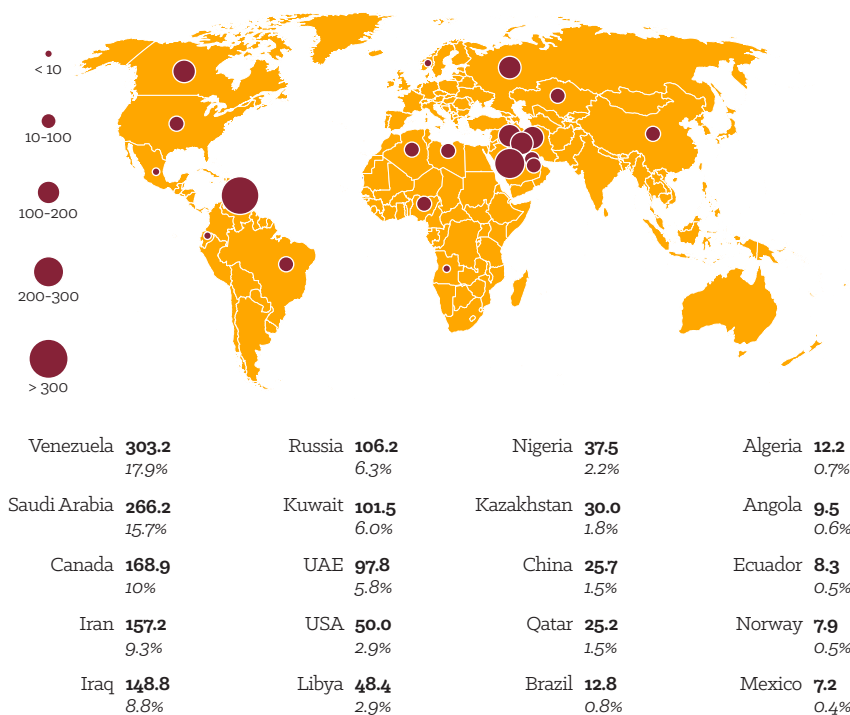 < 10
10-100
100-200
200-300
> 300
Venezuela 303.2
17.9%
Saudi Arabia 266.2
15.7%
Canada 168.9
10%
Iran 157.2
9.3%
Iraq 148.8
8.8%
Russia 106.2
6.3%
Kuwait 101.5
6.0%
UAE 97.8
5.8%
USA 50.0
2.9%
Libya 48.4
2.9%
Nigeria 37.5
2.2%
Kazakhstan 30.0
1.8%
China 25.7
1.5%
Qatar 25.2
1.5%
Brazil 12.8
0.8%
Algeria 12.2
0.7%
Angola 9.5
0.6%
Ecuador 8.3
0.5%
Norway 7.9
0.5%
Mexico 7.2
0.4%